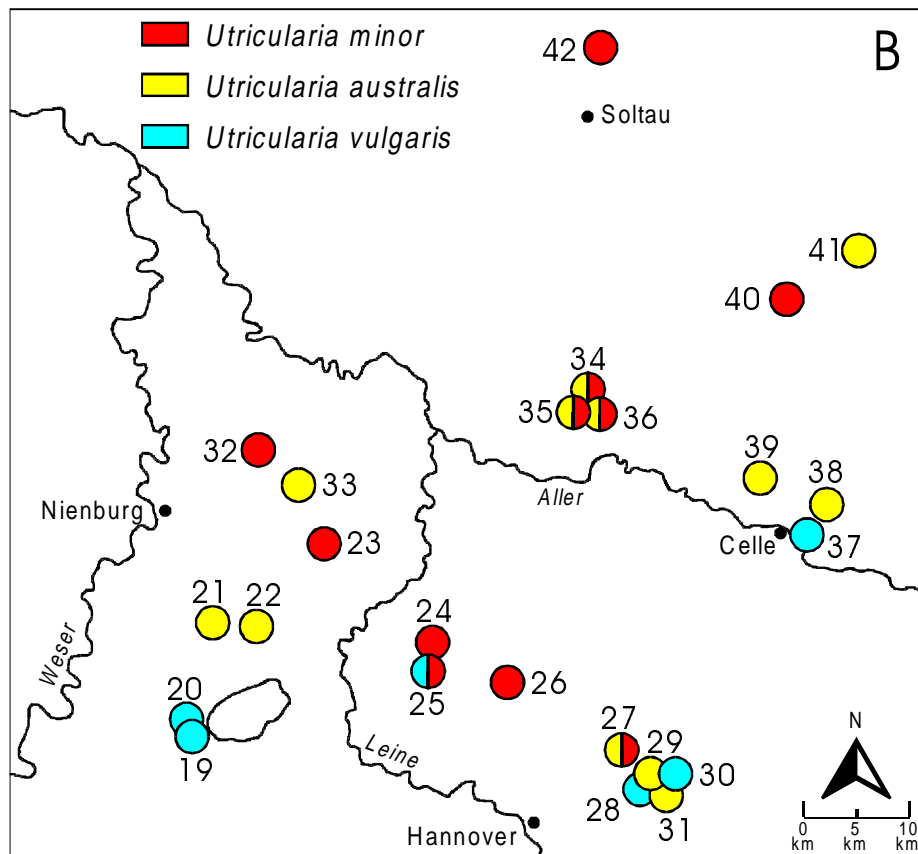 Utricularia minor
42
B
Utricularia australis
Soltau
Utricularia vulgaris
41
40
34
35
36
32
39
33
38
Aller
Nienburg
23
Celle
37
21
22
24
Weser
26
25
20
27
29
30
N
Leine
19
28
31
Hannover
0 5 10
km km km